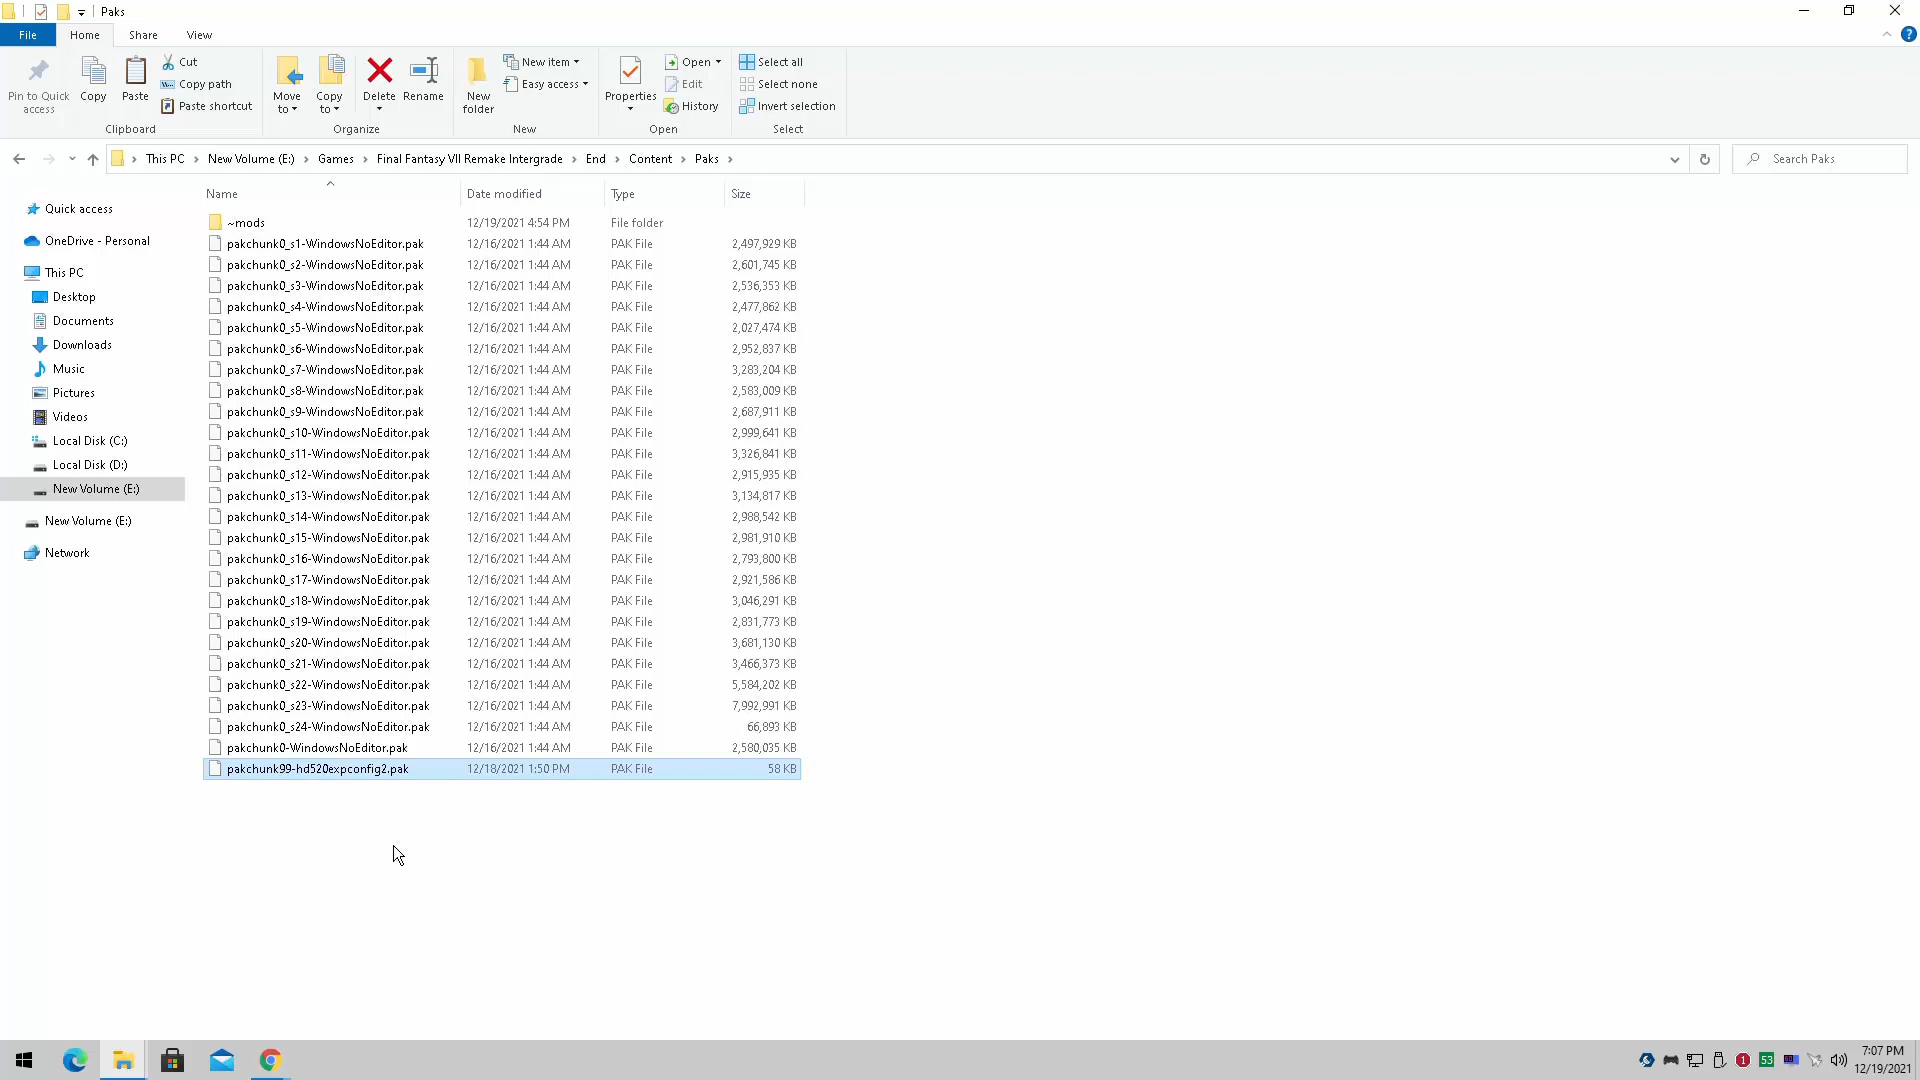 Paks
File Home Share View
Pin to Quick access
Copy
Paste
Cut
Copy path
Paste shortcut
Clipboard
Move to
Copy to
Delete
Rename
Organize
New folder
New item
Easy access
New
Properties
Open
Edit
History
Open
Select all
Select none
Invert selection
Select
This PC New Volume (E:) Games Final Fantasy VII Remake Intergrade End Content Paks
Search Paks
Quick access
OneDrive - Personal
This PC
Desktop
Documents
Downloads
Music
Pictures
Videos
Local Disk (C:)
Local Disk (D:)
New Volume (E:)
New Volume (E:)
Network
Name Date modified Type Size
~mods 12/19/2021 4:54 PM File folder
pakchunk0_s1-WindowsNoEditor.pak 12/16/2021 1:44 AM PAK File 2,497,929 KB
pakchunk0_s2-WindowsNoEditor.pak 12/16/2021 1:44 AM PAK File 2,601,745 KB
pakchunk0_s3-WindowsNoEditor.pak 12/16/2021 1:44 AM PAK File 2,536,353 KB
pakchunk0_s4-WindowsNoEditor.pak 12/16/2021 1:44 AM PAK File 2,477,862 KB
pakchunk0_s5-WindowsNoEditor.pak 12/16/2021 1:44 AM PAK File 2,027,474 KB
pakchunk0_s6-WindowsNoEditor.pak 12/16/2021 1:44 AM PAK File 2,952,837 KB
pakchunk0_s7-WindowsNoEditor.pak 12/16/2021 1:44 AM PAK File 3,283,204 KB
pakchunk0_s8-WindowsNoEditor.pak 12/16/2021 1:44 AM PAK File 2,583,009 KB
pakchunk0_s9-WindowsNoEditor.pak 12/16/2021 1:44 AM PAK File 2,687,911 KB
pakchunk0_s10-WindowsNoEditor.pak 12/16/2021 1:44 AM PAK File 2,999,641 KB
pakchunk0_s11-WindowsNoEditor.pak 12/16/2021 1:44 AM PAK File 3,326,841 KB
pakchunk0_s12-WindowsNoEditor.pak 12/16/2021 1:44 AM PAK File 2,915,935 KB
pakchunk0_s13-WindowsNoEditor.pak 12/16/2021 1:44 AM PAK File 3,134,817 KB
pakchunk0_s14-WindowsNoEditor.pak 12/16/2021 1:44 AM PAK File 2,988,542 KB
pakchunk0_s15-WindowsNoEditor.pak 12/16/2021 1:44 AM PAK File 2,981,910 KB
pakchunk0_s16-WindowsNoEditor.pak 12/16/2021 1:44 AM PAK File 2,793,800 KB
pakchunk0_s17-WindowsNoEditor.pak 12/16/2021 1:44 AM PAK File 2,921,586 KB
pakchunk0_s18-WindowsNoEditor.pak 12/16/2021 1:44 AM PAK File 3,046,291 KB
pakchunk0_s19-WindowsNoEditor.pak 12/16/2021 1:44 AM PAK File 2,831,773 KB
pakchunk0_s20-WindowsNoEditor.pak 12/16/2021 1:44 AM PAK File 3,681,130 KB
pakchunk0_s21-WindowsNoEditor.pak 12/16/2021 1:44 AM PAK File 3,466,373 KB
pakchunk0_s22-WindowsNoEditor.pak 12/16/2021 1:44 AM PAK File 5,584,202 KB
pakchunk0_s23-WindowsNoEditor.pak 12/16/2021 1:44 AM PAK File 7,992,991 KB
pakchunk0_s24-WindowsNoEditor.pak 12/16/2021 1:44 AM PAK File 66,893 KB
pakchunk0-WindowsNoEditor.pak 12/16/2021 1:44 AM PAK File 2,580,035 KB
pakchunk99-hd520expconfig2.pak 12/18/2021 1:50 PM PAK File 58 KB
1 53
7:07 PM
12/19/2021